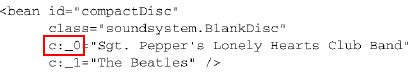 <bean id="compactDisc"
class="soundsystem.BlankDisc"
c:_0="Sgt. Pepper's Lonely Hearts Club Band"
c:_1="The Beatles" />